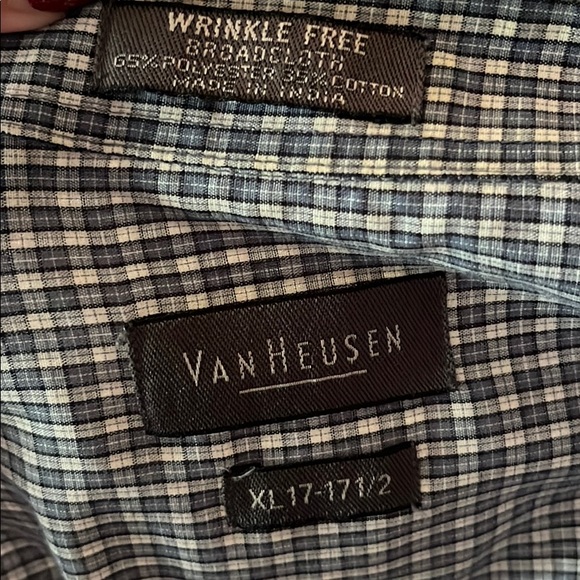 WRINKLE FREE
BROADCLOTH
65% POLYESTER 35% COTTON
MADE IN INDIA
VAN HEUSEN
XL 17-17 1/2